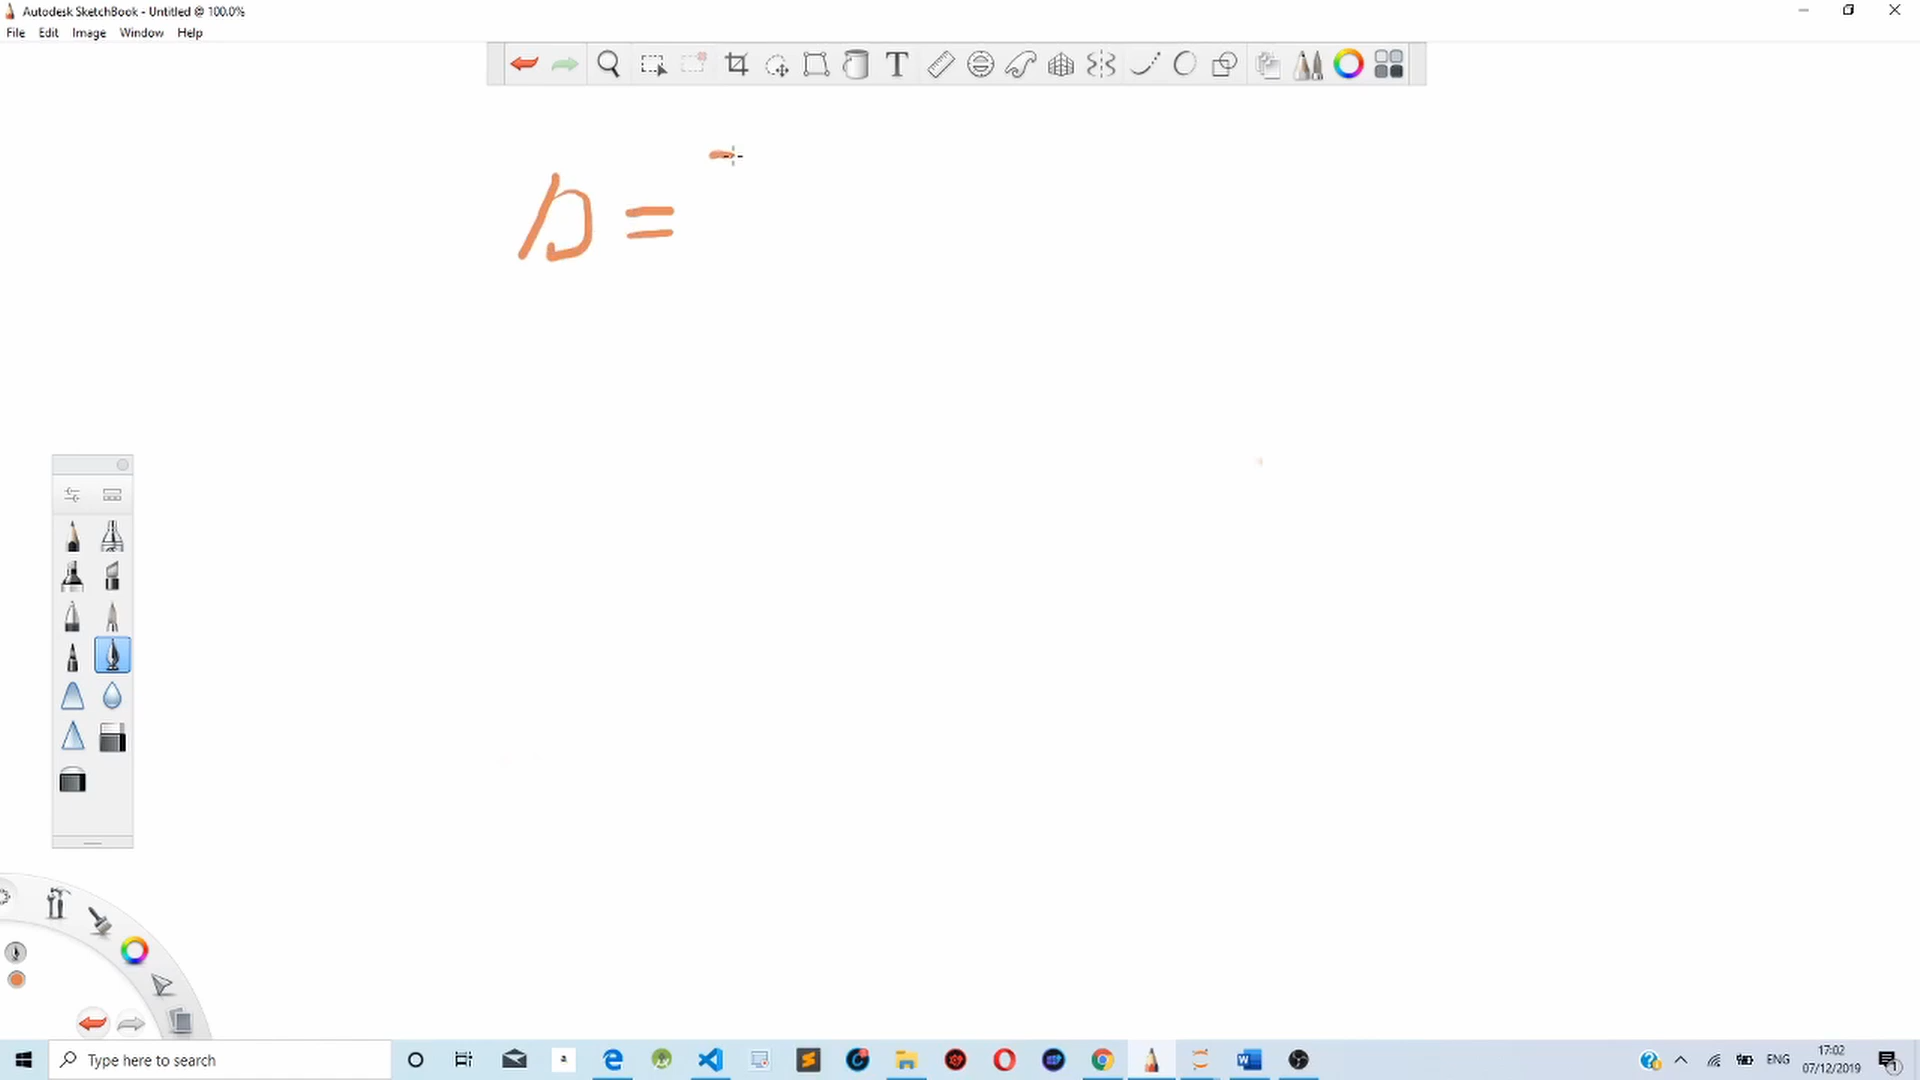 Autodesk SketchBook - Untitled @ 100.0%
File Edit Image Window Help
T
s =
Type here to search
a
ENG
17:02
07/12/2019